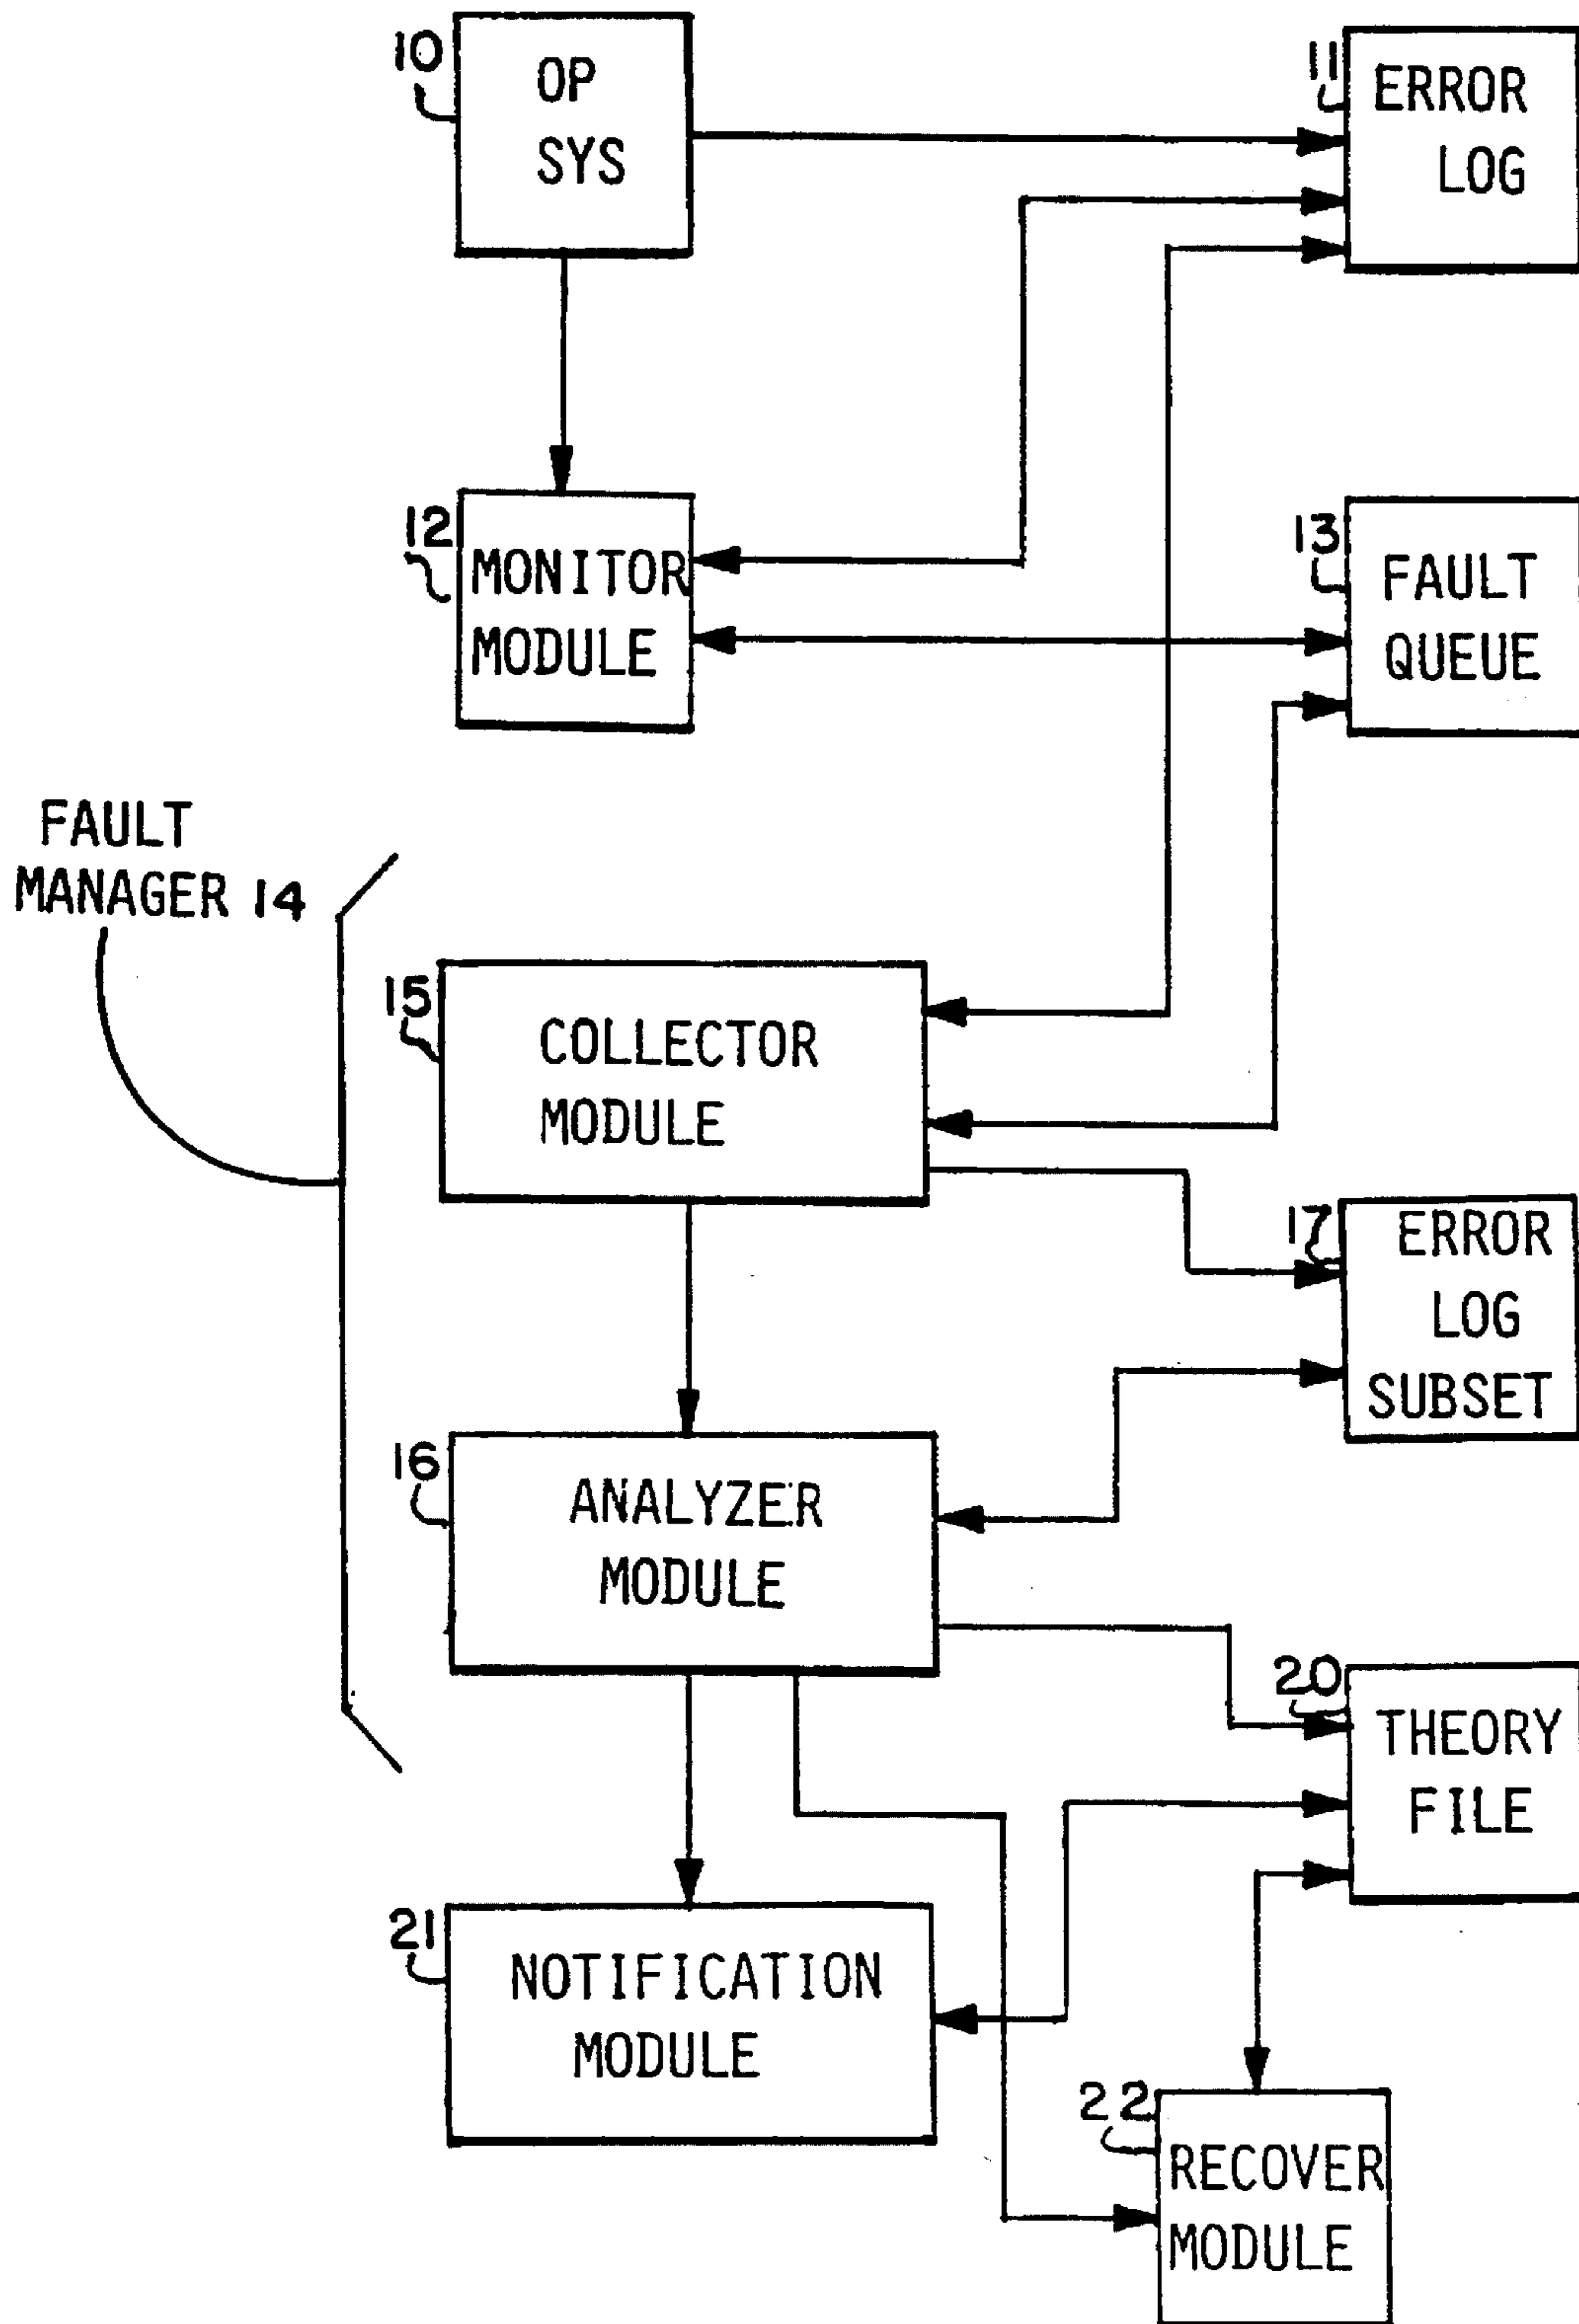 10
OP
SYS
11
ERROR
LOG
12
MONITOR
MODULE
13
FAULT
QUEUE
FAULT
MANAGER 14
15
COLLECTOR
MODULE
17
ERROR
LOG
SUBSET
16
ANALYZER
MODULE
20
THEORY
FILE
21
NOTIFICATION
MODULE
22
RECOVER
MODULE